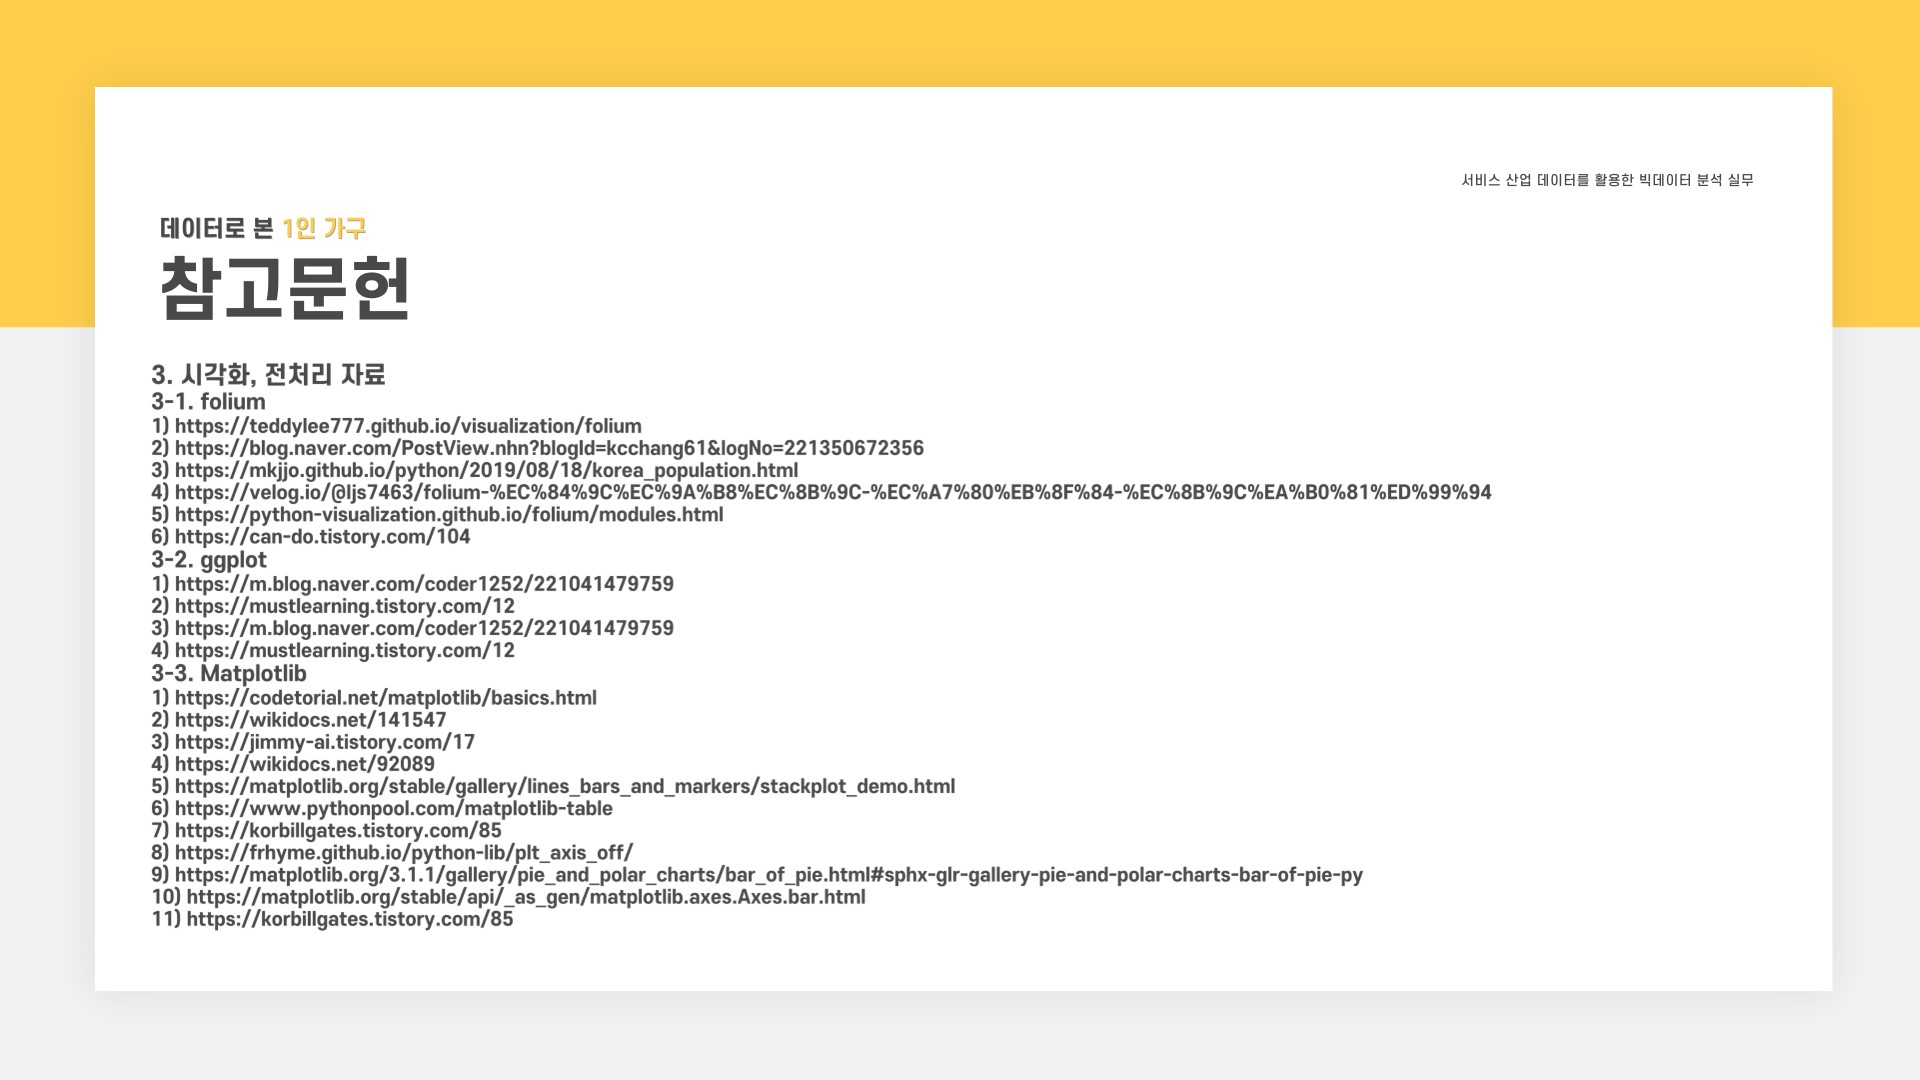 서비스 산업 데이터를 활용한 빅데이터 분석 실무
데이터로 본 1인 가구
참고문헌
3. 시각화, 전처리 자료
3-1. folium
1) https://teddylee777.github.io/visualization/folium
2) https://blog.naver.com/PostView.nhn?blogId=kcchang61&logNo=221350672356
3) https://mkjjo.github.io/python/2019/08/18/korea_population.html
4) https://velog.io/@ljs7463/folium-%EC%84%9C%EC%9A%B8%EC%8B%9C-%EC%A7%80%EB%8F%84-%EC%8B%9C%EA%B0%81%ED%99%94
5) https://python-visualization.github.io/folium/modules.html
6) https://can-do.tistory.com/104
3-2. ggplot
1) https://m.blog.naver.com/coder1252/221041479759
2) https://mustlearning.tistory.com/12
3) https://m.blog.naver.com/coder1252/221041479759
4) https://mustlearning.tistory.com/12
3-3. Matplotlib
1) https://codetorial.net/matplotlib/basics.html
2) https://wikidocs.net/141547
3) https://jimmy-ai.tistory.com/17
4) https://wikidocs.net/92089
5) https://matplotlib.org/stable/gallery/lines_bars_and_markers/stackplot_demo.html
6) https://www.pythonpool.com/matplotlib-table
7) https://korbillgates.tistory.com/85
8) https://frhyme.github.io/python-lib/plt_axis_off/
9) https://matplotlib.org/3.1.1/gallery/pie_and_polar_charts/bar_of_pie.html#sphx-glr-gallery-pie-and-polar-charts-bar-of-pie-py
10) https://matplotlib.org/stable/api/_as_gen/matplotlib.axes.Axes.bar.html
11) https://korbillgates.tistory.com/85